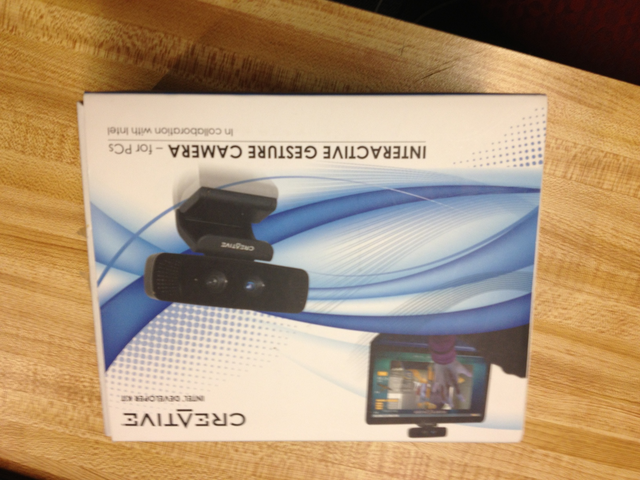 CREATIVE
INTEL® DEVELOPER KIT
CREATIVE
INTERACTIVE GESTURE CAMERA – for PCs
In collaboration with Intel